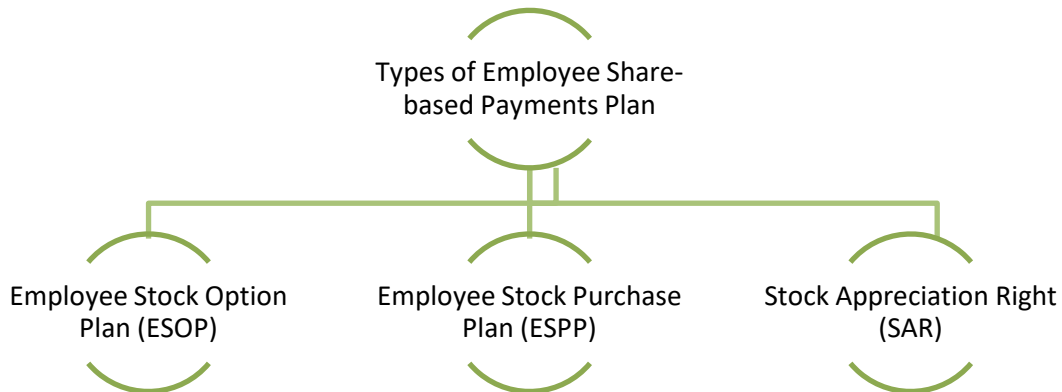 Types of Employee Share-
based Payments Plan
Employee Stock Option
Plan (ESOP)
Employee Stock Purchase
Plan (ESPP)
Stock Appreciation Right
(SAR)